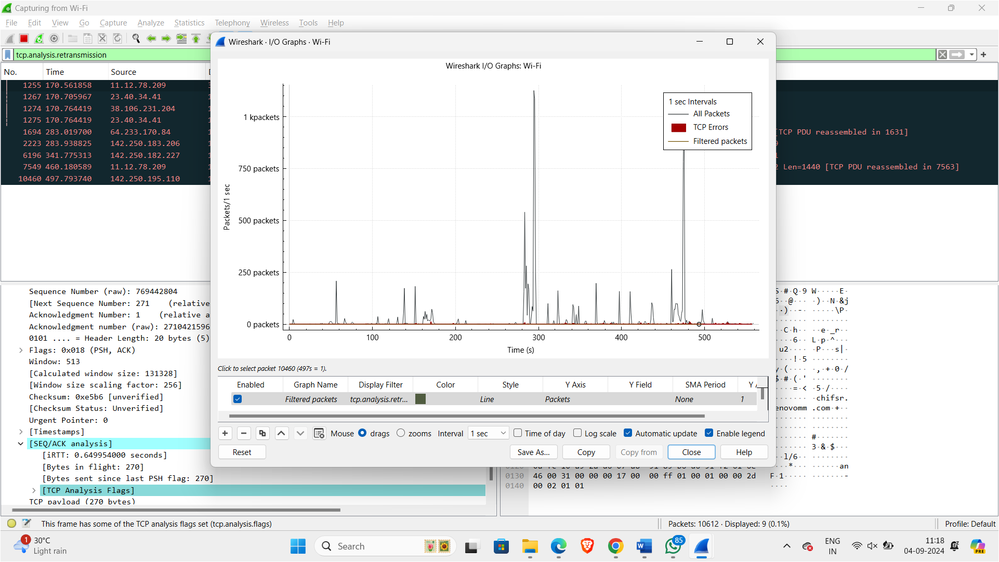 Capturing from Wi-Fi
File Edit View Go Capture Analyze Statistics Telephony Wireless Tools Help
tcp.analysis.retransmission
No. Time Source
1255 170.561858 11.12.78.209
1267 170.705967 23.40.34.41
1274 170.764419 38.106.231.204
1275 170.764419 23.40.34.41
1694 283.019700 64.233.170.84
[TCP PDU reassembled in 1631]
2223 283.938825 142.250.183.206
6196 341.775313 142.250.182.227
7549 460.180589 11.12.78.209
2 Len=1440 [TCP PDU reassembled in 7563]
10460 497.793740 142.250.195.110
Wireshark · I/O Graphs · Wi-Fi
Wireshark I/O Graphs: Wi-Fi
1 sec Intervals
All Packets
TCP Errors
Filtered packets
Packets/1 sec
1 kpackets
750 packets
500 packets
250 packets
0 packets
0 100 200 300 400 500
Time (s)
Click to select packet 10460 (497s = 1).
Enabled Graph Name Display Filter Color Style Y Axis Y Field SMA Period
Filtered packets tcp.analysis.retr... Line Packets None 1
Mouse drags zooms Interval 1 sec Time of day Log scale Automatic update Enable legend
Reset Save As... Copy Copy from Close Help
Sequence Number (raw): 769442804
[Next Sequence Number: 271 (relative
Acknowledgment Number: 1 (relative a
Acknowledgment number (raw): 2710421596
0101 .... = Header Length: 20 bytes (5)
Flags: 0x018 (PSH, ACK)
Window: 513
[Calculated window size: 131328]
[Window size scaling factor: 256]
Checksum: 0xe5b6 [unverified]
[Checksum Status: Unverified]
Urgent Pointer: 0
[Timestamps]
[SEQ/ACK analysis]
[iRTT: 0.649954000 seconds]
[Bytes in flight: 270]
[Bytes sent since last PSH flag: 270]
[TCP Analysis Flags]
TCP payload (270 bytes)
chifsr.
enovomm .com
0130 46 00 31 00 00 00 17 00 00 ff 01 00 01 00 00 2d F·1·····
0140 00 02 01 01 ····
This frame has some of the TCP analysis flags set (tcp.analysis.flags)
Packets: 10612 · Displayed: 9 (0.1%)
Profile: Default
1
30°C
Light rain
Search
85
ENG
IN
11:18
04-09-2024
PRE